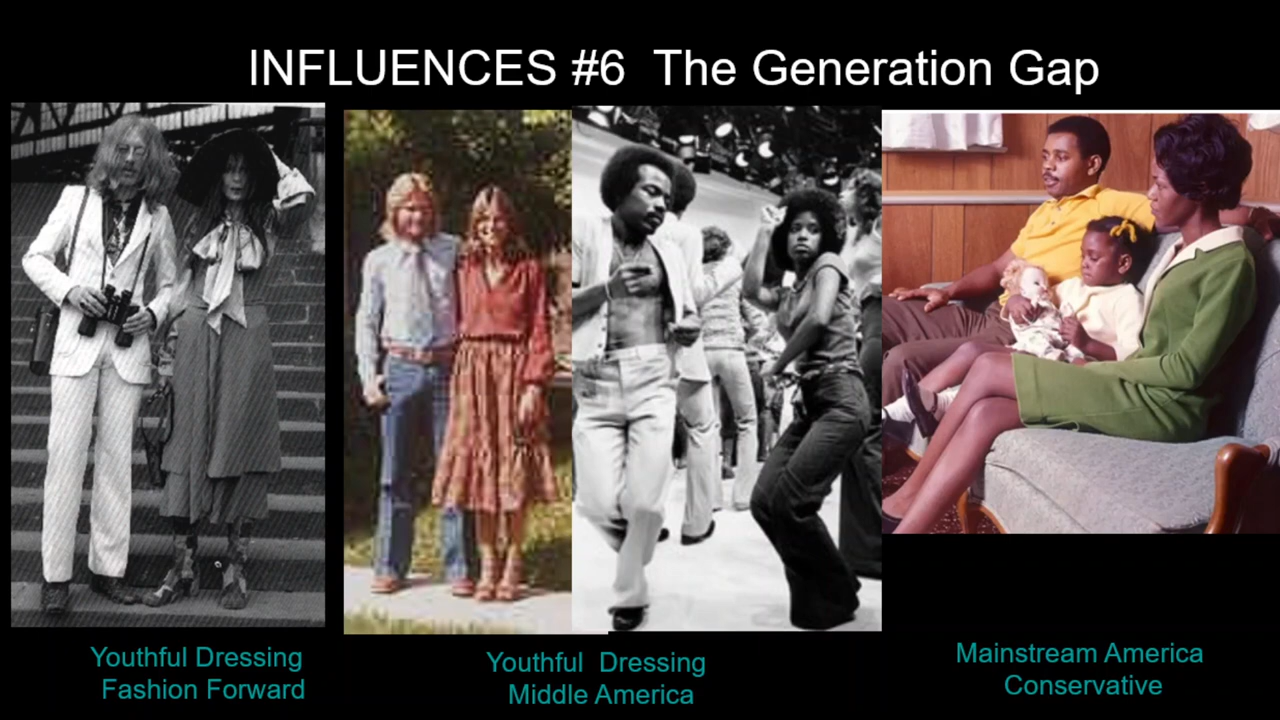 INFLUENCES #6  The Generation Gap
Youthful Dressing
Fashion Forward
Youthful  Dressing
Middle America
Mainstream America
Conservative